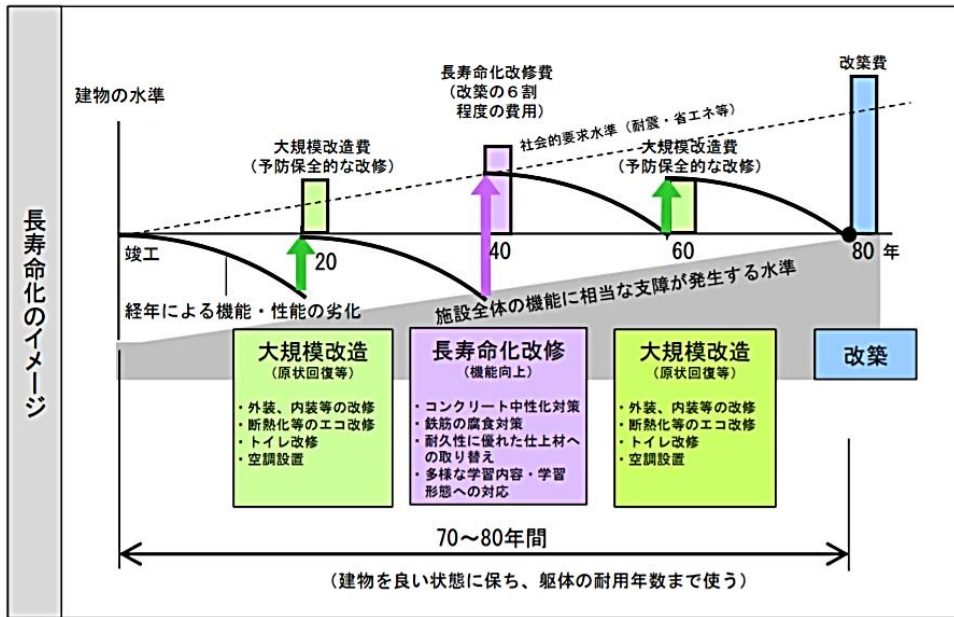 長寿命化のイメージ
建物の水準
長寿命化改修費
(改築の6割
程度の費用)
改築費
社会的要求水準(耐震・省エネ等)
大規模改造費
(予防保全的な改修)
大規模改造費
(予防保全的な改修)
竣工
20
40
60
80
年
経年による機能・性能の劣化
施設全体の機能に相当な支障が発生する水準
大規模改造
(原状回復等)
・外装、内装等の改修
・断熱化等のエコ改修
・トイレ改修
・空調設置
長寿命化改修
(機能向上)
・コンクリート中性化対策
・鉄筋の腐食対策
・耐久性に優れた仕上材へ
の取り替え
・多様な学習内容・学習
形態への対応
大規模改造
(原状回復等)
・外装、内装等の改修
・断熱化等のエコ改修
・トイレ改修
・空調設置
改築
70~80年間
(建物を良い状態に保ち、躯体の耐用年数まで使う)